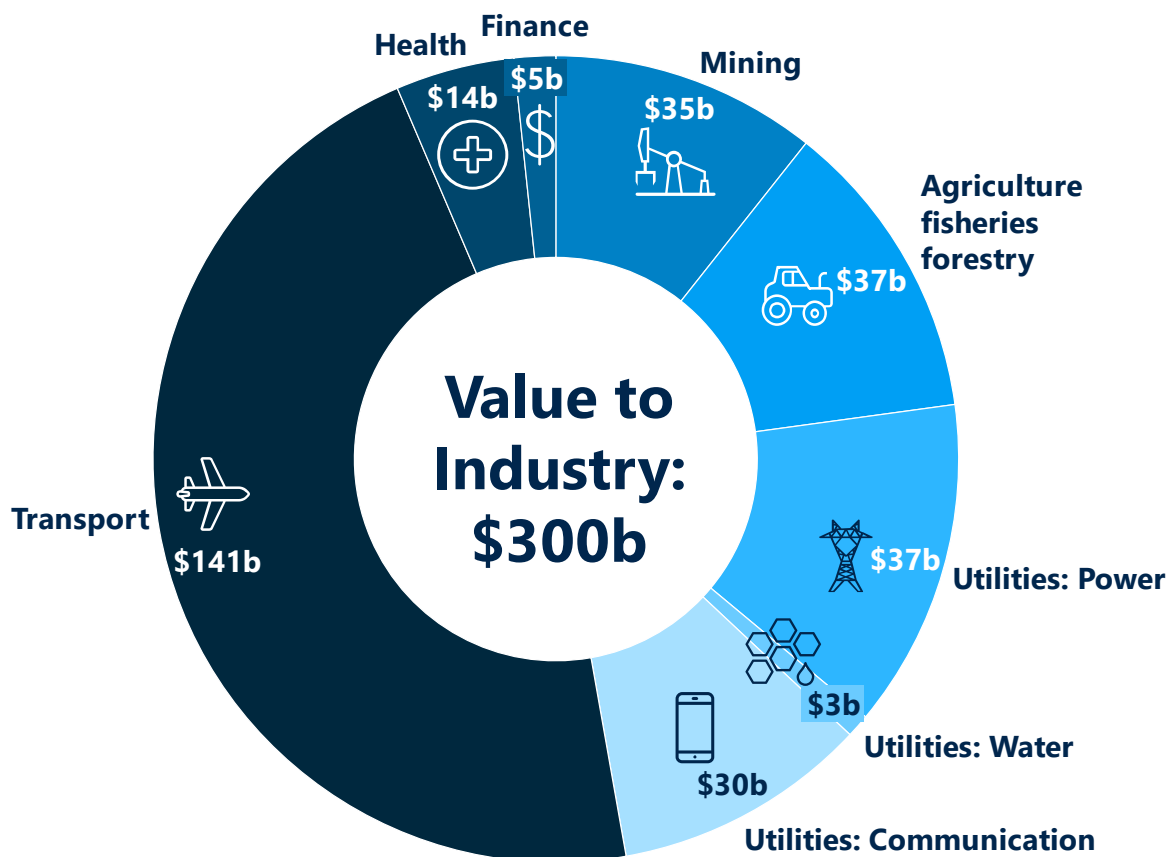 Finance
$5b
Health
$14b
Mining
$35b
Agriculture
fisheries
forestry
$37b
Value to
Industry:
$300b
Transport
$141b
$37b
Utilities: Power
$3b
Utilities: Water
$30b
Utilities: Communication
$